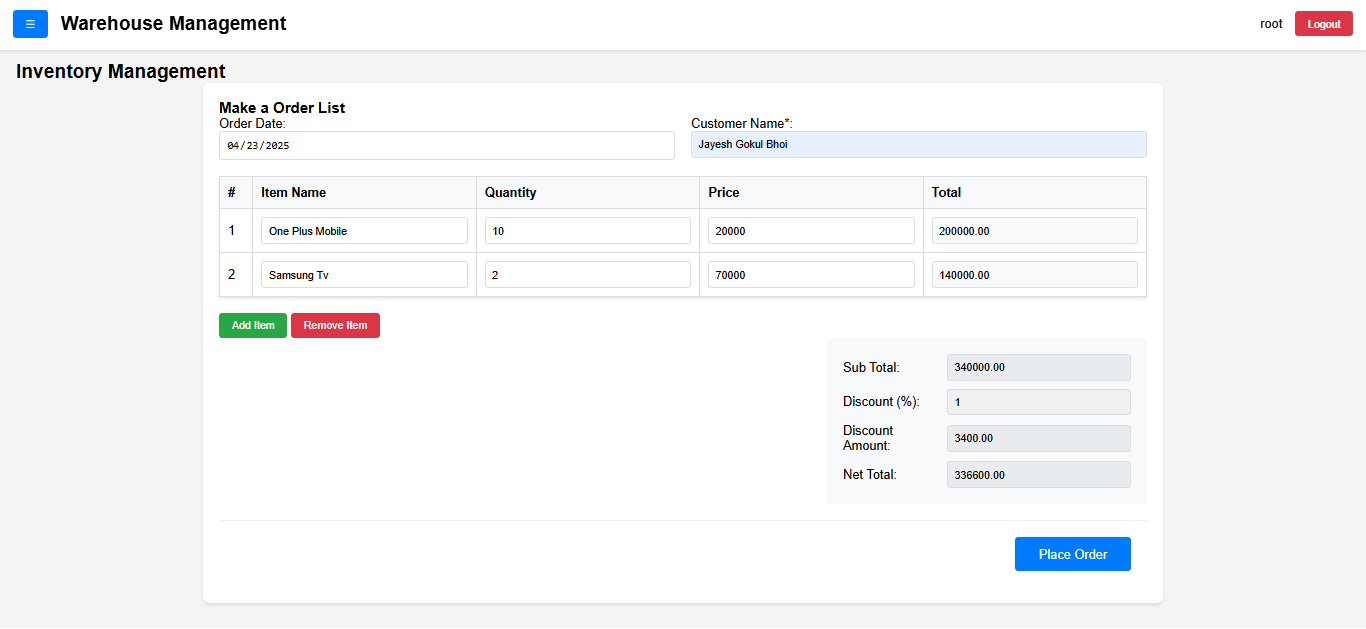 ☰ Warehouse Management root Logout
Inventory Management
Make a Order List
Order Date: Customer Name*:
04/23/2025 Jayesh Gokul Bhoi
# Item Name Quantity Price Total
1 One Plus Mobile 10 20000 200000.00
2 Samsung Tv 2 70000 140000.00
Add Item Remove Item
Sub Total: 340000.00
Discount (%): 1
Discount
Amount: 3400.00
Net Total: 336600.00
Place Order